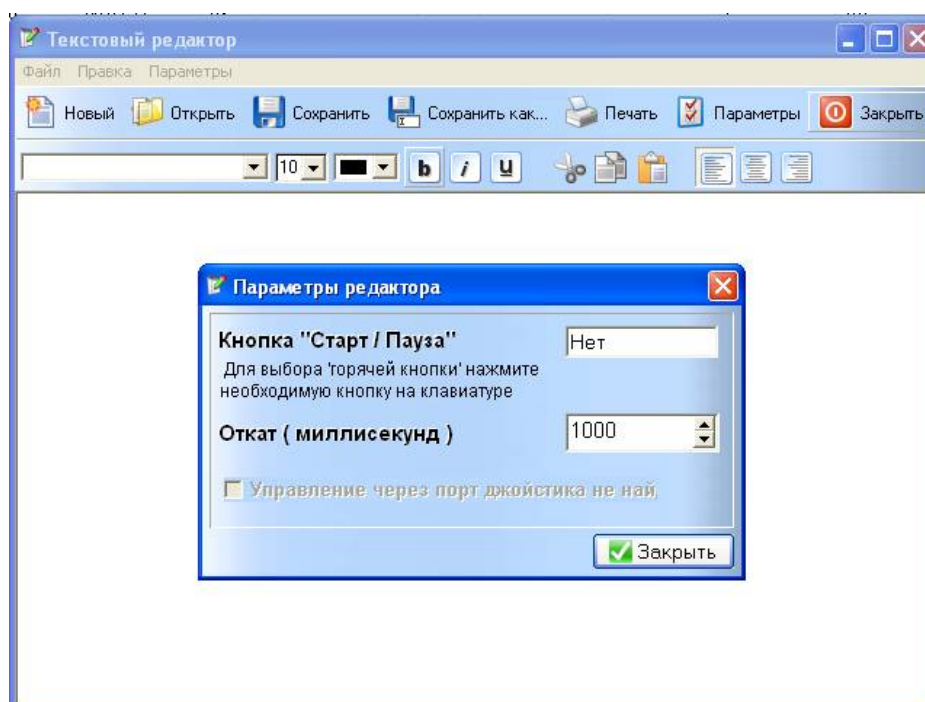 Текстовый редактор
Файл Правка Параметры
Новый Открыть Сохранить Сохранить как... Печать Параметры Закрыть
10 b i u
Параметры редактора
Кнопка "Старт / Пауза" Нет
Для выбора 'горячей кнопки' нажмите
необходимую кнопку на клавиатуре
Откат ( миллисекунд ) 1000
Управление через порт джойстика не най
Закрыть